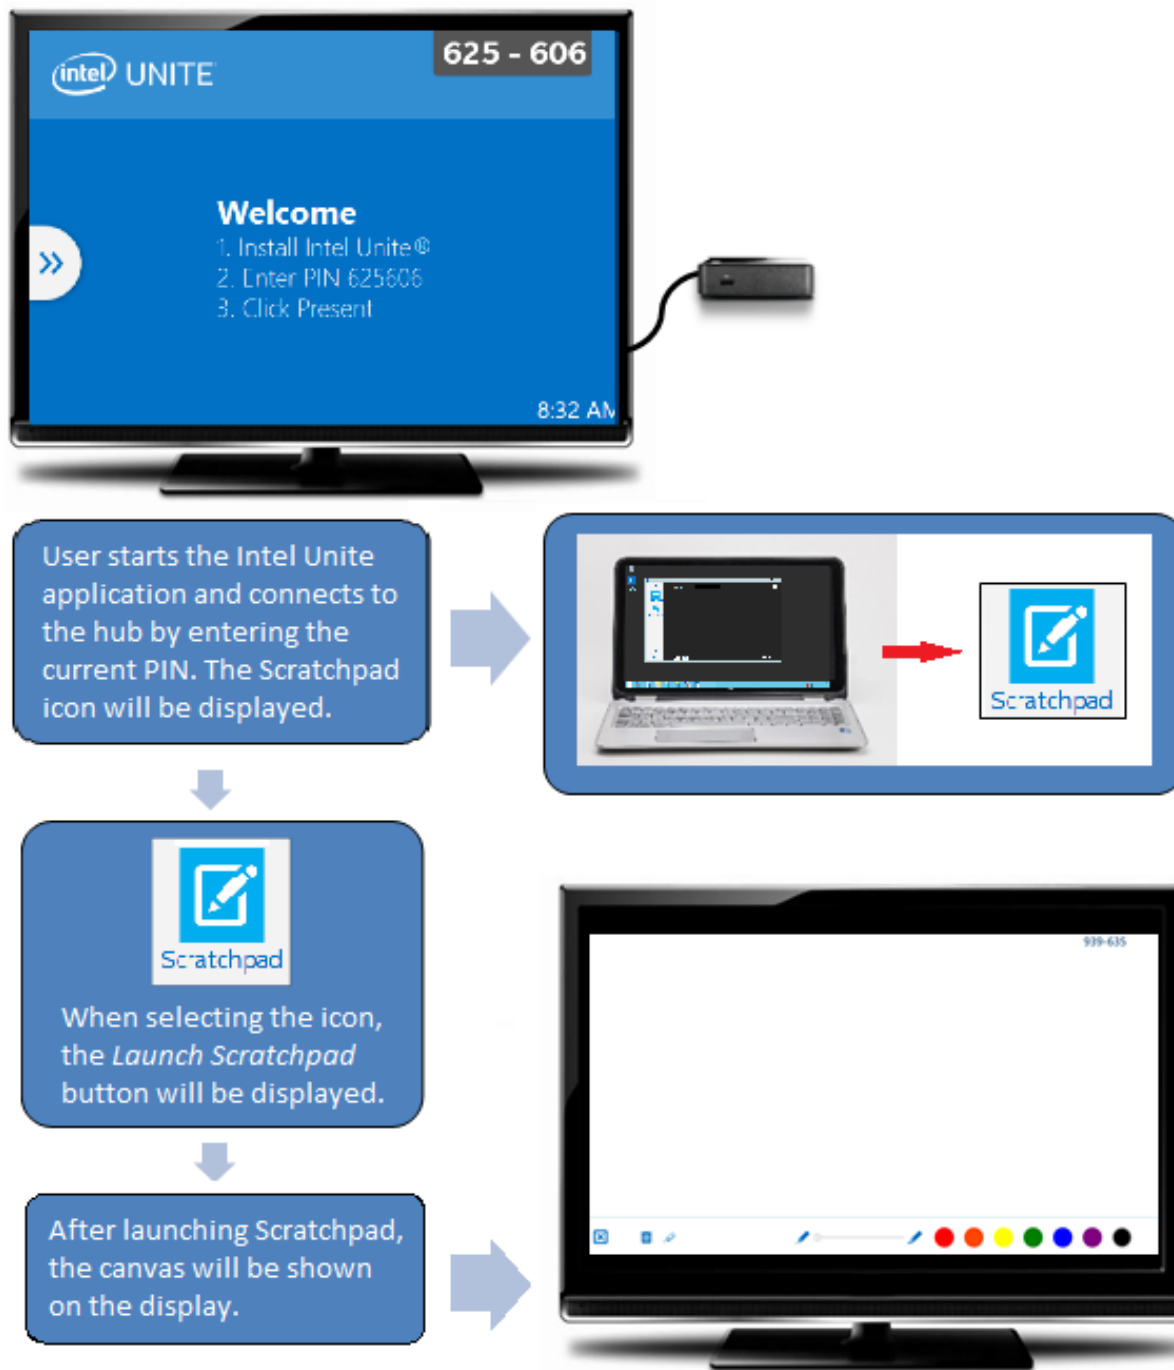 625 - 606
intel UNITE
Welcome
1. Install Intel Unite®
2. Enter PIN 625606
3. Click Present
8:32 AM
User starts the Intel Unite
application and connects to
the hub by entering the
current PIN. The Scratchpad
icon will be displayed.
Scratchpad
Scratchpad
When selecting the icon,
the Launch Scratchpad
button will be displayed.
939-635
After launching Scratchpad,
the canvas will be shown
on the display.